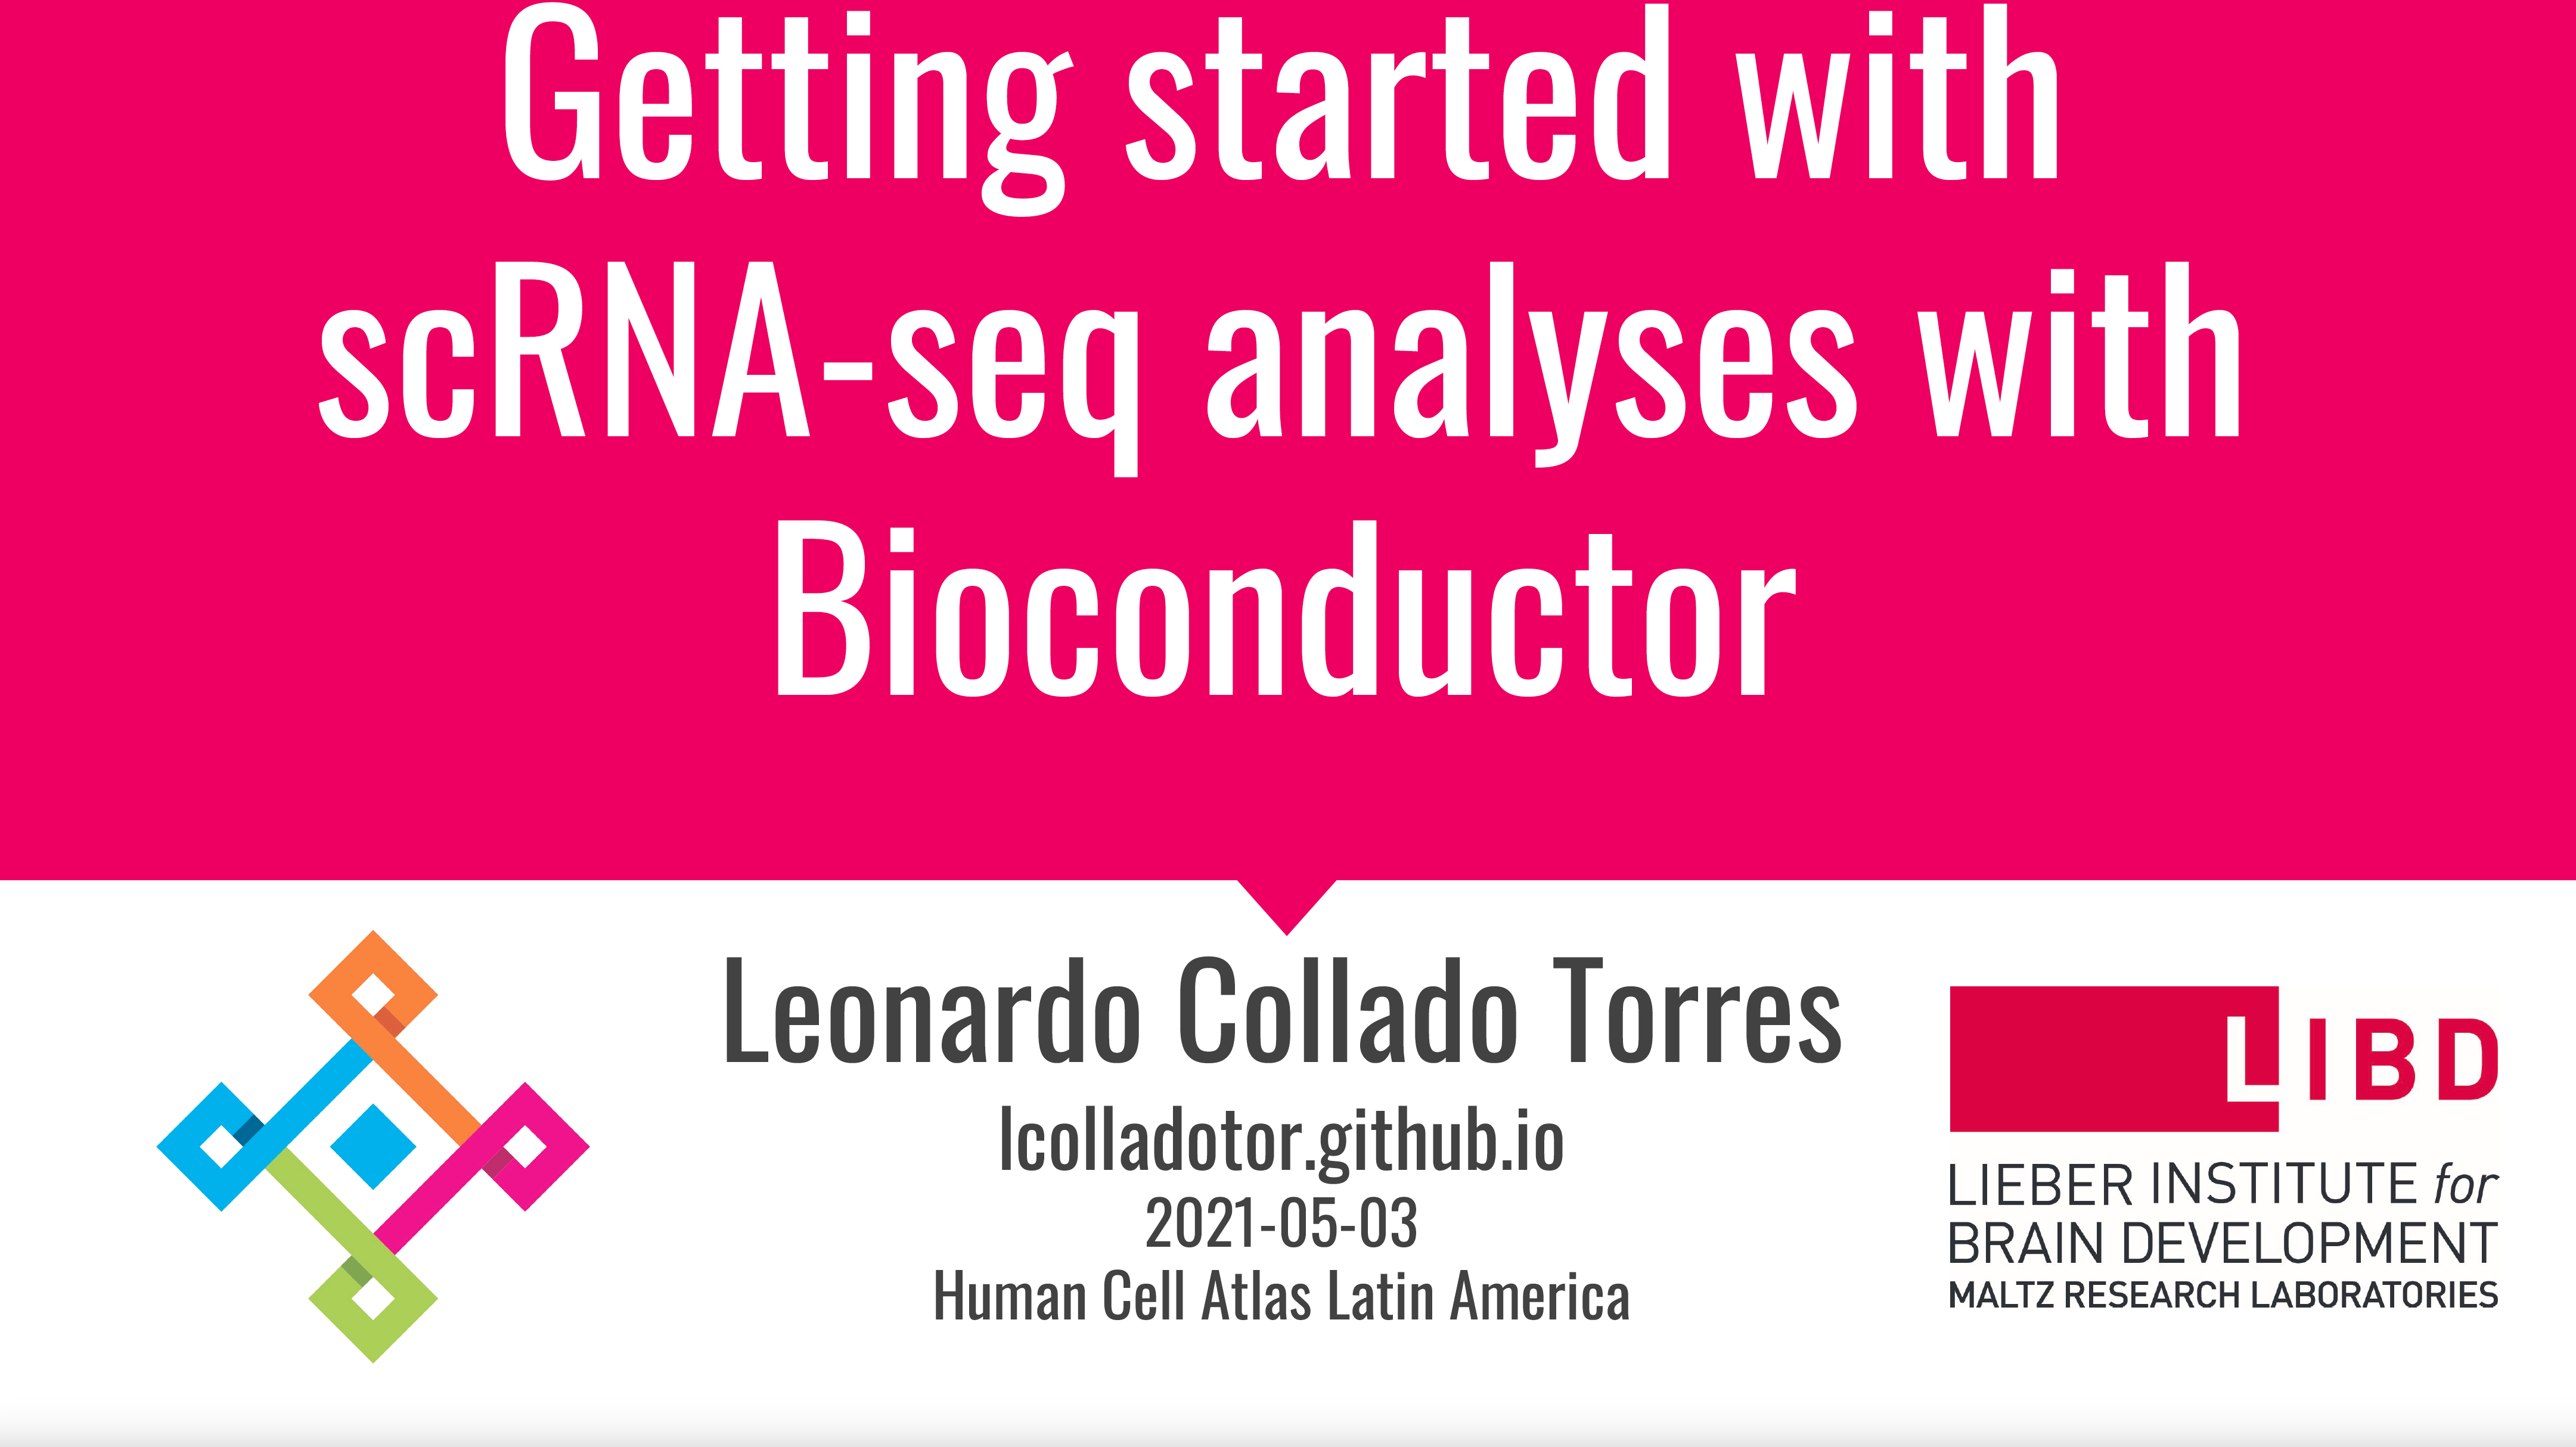 Getting started with
scRNA-seq analyses with
Bioconductor
Leonardo Collado Torres
lcolladotor.github.io
2021-05-03
Human Cell Atlas Latin America
LIBD
LIEBER INSTITUTE for
BRAIN DEVELOPMENT
MALTZ RESEARCH LABORATORIES